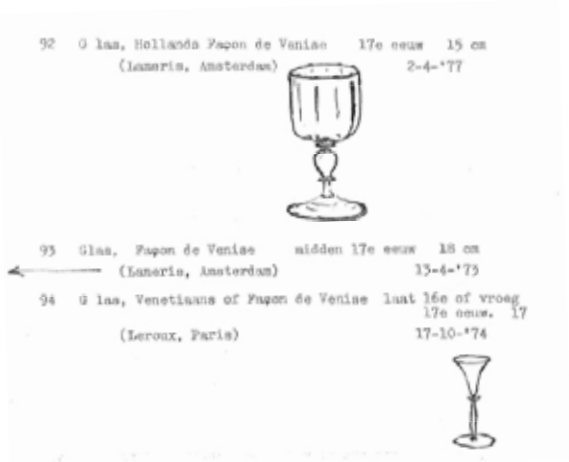 92 G las, Hollands Façon de Venise 17e eeuw 15 cm
(Lameris, Amsterdam) 2-4-'77
93 Glas, Façon de Venise midden 17e eeuw 18 cm
(Lameris, Amsterdam) 13-4-'73
94 G las, Venetiaans of Façon de Venise laat 16e of vroeg
17e eeuw. 17
(Leroux, Paris) 17-10-'74